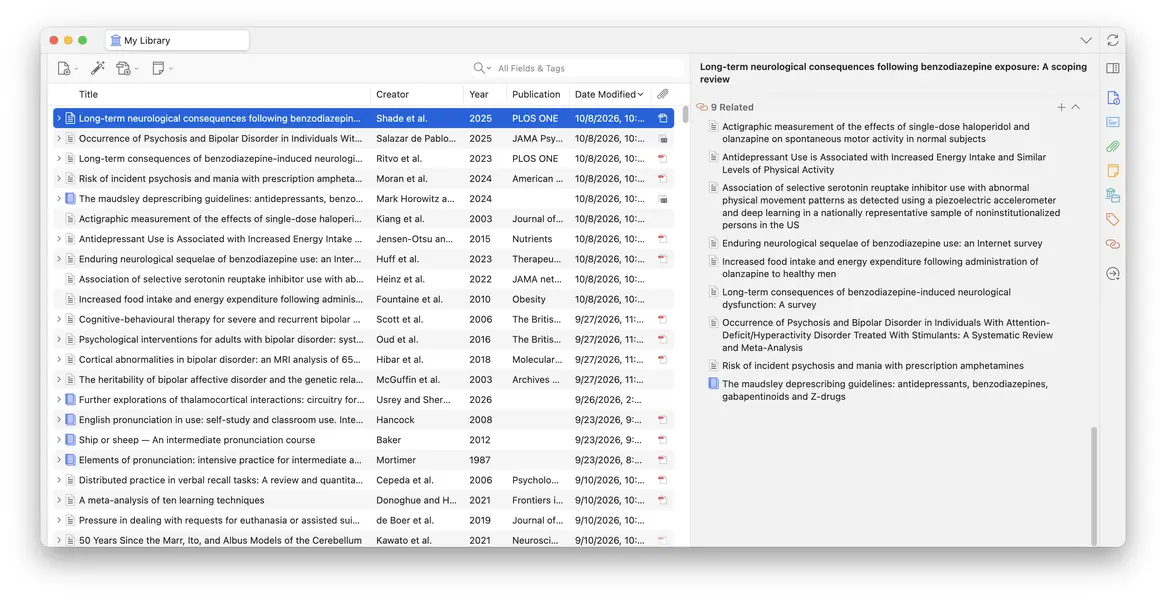 My Library
All Fields & Tags
Title Creator Year Publication Date Modified
Long-term neurological consequences following benzodiazepin... Shade et al. 2025 PLOS ONE 10/8/2026, 10:...
Occurrence of Psychosis and Bipolar Disorder in Individuals Wit... Salazar de Pablo... 2025 JAMA Psy... 10/8/2026, 10:...
Long-term consequences of benzodiazepine-induced neurologi... Ritvo et al. 2023 PLOS ONE 10/8/2026, 10:...
Risk of incident psychosis and mania with prescription ampheta... Moran et al. 2024 American ... 10/8/2026, 10:...
The maudsley deprescribing guidelines: antidepressants, benzo... Mark Horowitz a... 2024 10/8/2026, 10:...
Actigraphic measurement of the effects of single-dose haloperi... Kiang et al. 2003 Journal of... 10/8/2026, 10:...
Antidepressant Use is Associated with Increased Energy Intake ... Jensen-Otsu an... 2015 Nutrients 10/8/2026, 10:...
Enduring neurological sequelae of benzodiazepine use: an Inter... Huff et al. 2023 Therapeu... 10/8/2026, 10:...
Association of selective serotonin reuptake inhibitor use with ab... Heinz et al. 2022 JAMA net... 10/8/2026, 10:...
Increased food intake and energy expenditure following adminis... Fountaine et al. 2010 Obesity 10/8/2026, 10:...
Cognitive-behavioural therapy for severe and recurrent bipolar ... Scott et al. 2006 The Britis... 9/27/2026, 11:...
Psychological interventions for adults with bipolar disorder: syst... Oud et al. 2016 The Britis... 9/27/2026, 11:...
Cortical abnormalities in bipolar disorder: an MRI analysis of 65... Hibar et al. 2018 Molecular... 9/27/2026, 11:...
The heritability of bipolar affective disorder and the genetic rela... McGuffin et al. 2003 Archives ... 9/27/2026, 11:...
Further explorations of thalamocortical interactions: circuitry for... Usrey and Sher... 2026 9/26/2026, 2:...
English pronunciation in use: self-study and classroom use. Inte... Hancock 2008 9/23/2026, 9:...
Ship or sheep — An intermediate pronunciation course Baker 2012 9/23/2026, 9:...
Elements of pronunciation: intensive practice for intermediate a... Mortimer 1987 9/23/2026, 8:...
Distributed practice in verbal recall tasks: A review and quantita... Cepeda et al. 2006 Psycholo... 9/10/2026, 10:...
A meta-analysis of ten learning techniques Donoghue and H... 2021 Frontiers i... 9/10/2026, 10:...
Pressure in dealing with requests for euthanasia or assisted sui... de Boer et al. 2019 Journal of... 9/10/2026, 10:...
50 Years Since the Marr, Ito, and Albus Models of the Cerebellum Kawato et al. 2021 Neurosci... 9/10/2026, 10:...
Long-term neurological consequences following benzodiazepine exposure: A scoping
review
9 Related
Actigraphic measurement of the effects of single-dose haloperidol and
olanzapine on spontaneous motor activity in normal subjects
Antidepressant Use is Associated with Increased Energy Intake and Similar
Levels of Physical Activity
Association of selective serotonin reuptake inhibitor use with abnormal
physical movement patterns as detected using a piezoelectric accelerometer
and deep learning in a nationally representative sample of noninstitutionalized
persons in the US
Enduring neurological sequelae of benzodiazepine use: an Internet survey
Increased food intake and energy expenditure following administration of
olanzapine to healthy men
Long-term consequences of benzodiazepine-induced neurological
dysfunction: A survey
Occurrence of Psychosis and Bipolar Disorder in Individuals With Attention-
Deficit/Hyperactivity Disorder Treated With Stimulants: A Systematic Review
and Meta-Analysis
Risk of incident psychosis and mania with prescription amphetamines
The maudsley deprescribing guidelines: antidepressants, benzodiazepines,
gabapentinoids and Z-drugs